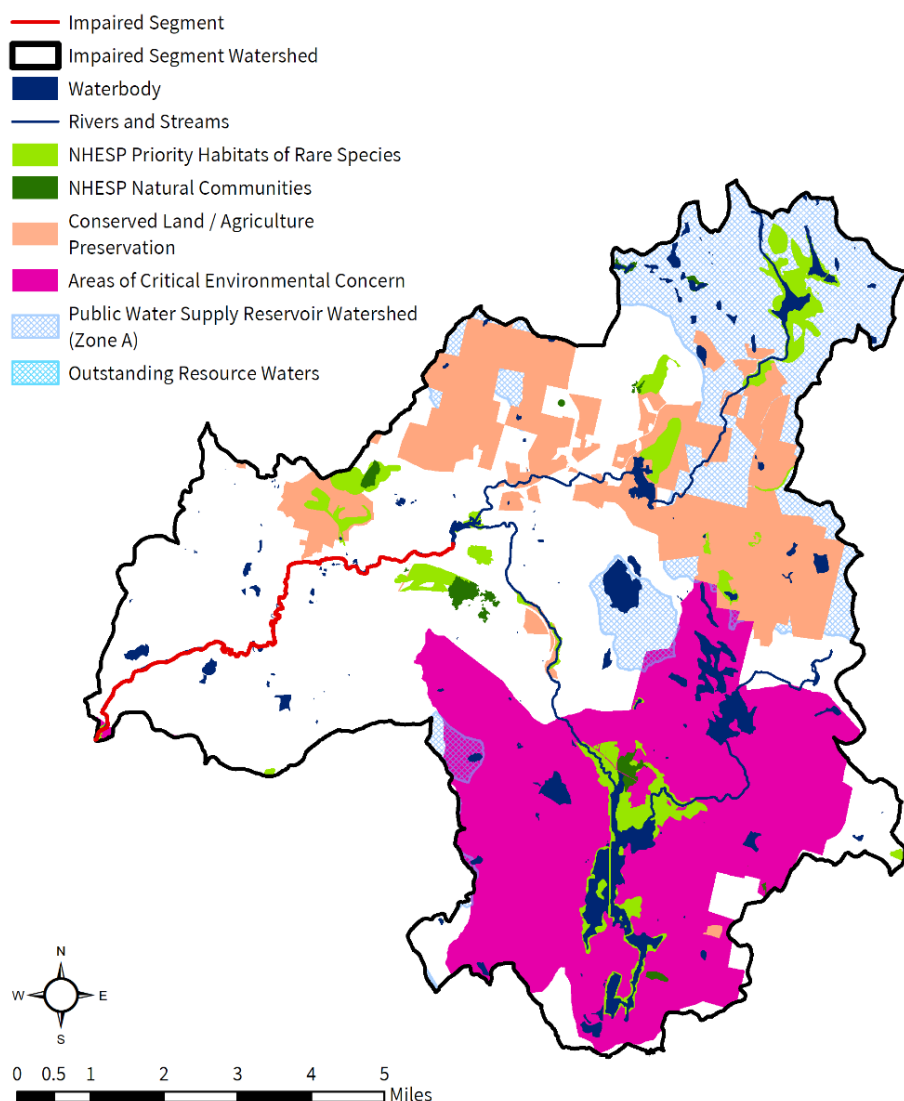 Impaired Segment
Impaired Segment Watershed
Waterbody
Rivers and Streams
NHESP Priority Habitats of Rare Species
NHESP Natural Communities
Conserved Land / Agriculture
Preservation
Areas of Critical Environmental Concern
Public Water Supply Reservoir Watershed
(Zone A)
Outstanding Resource Waters
N
W E
S
0 0.5 1 2 3 4 5
Miles